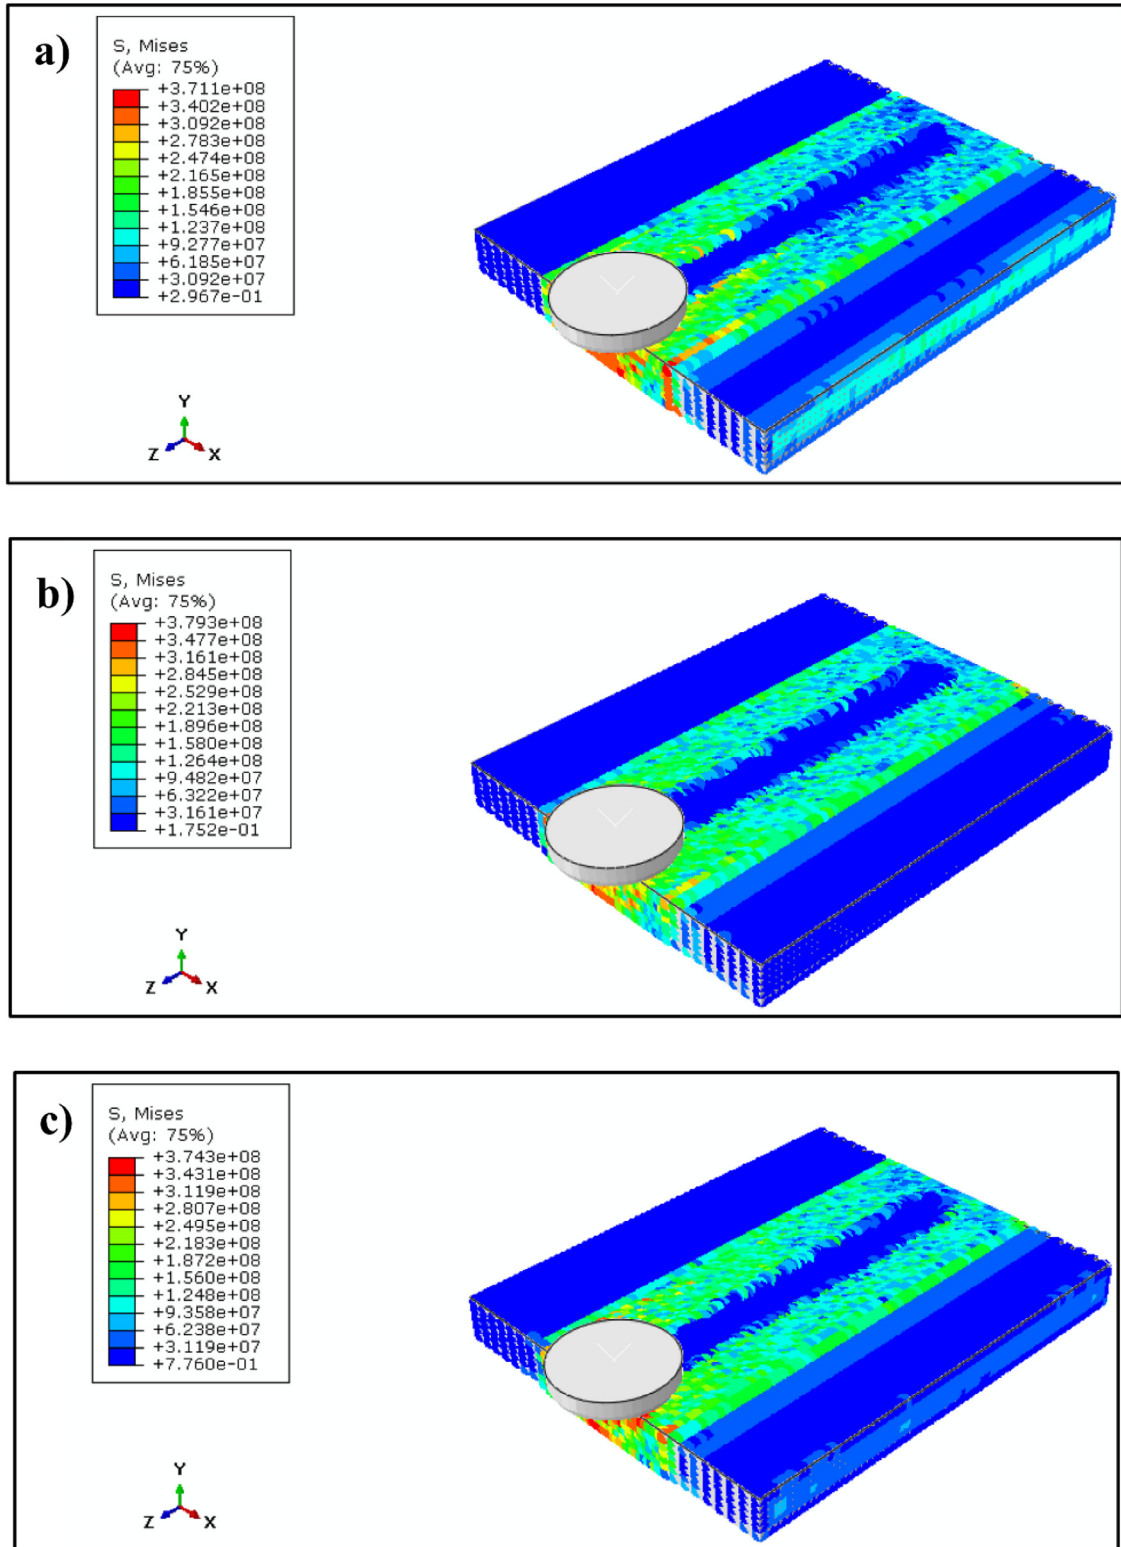 a)
S, Mises
(Avg: 75%)
+3.711e+08
+3.402e+08
+3.092e+08
+2.783e+08
+2.474e+08
+2.165e+08
+1.855e+08
+1.546e+08
+1.237e+08
+9.277e+07
+6.185e+07
+3.092e+07
+2.967e-01
Y
Z
X
b)
S, Mises
(Avg: 75%)
+3.793e+08
+3.477e+08
+3.161e+08
+2.845e+08
+2.529e+08
+2.213e+08
+1.896e+08
+1.580e+08
+1.264e+08
+9.482e+07
+6.322e+07
+3.161e+07
+1.752e-01
Y
Z
X
c)
S, Mises
(Avg: 75%)
+3.743e+08
+3.431e+08
+3.119e+08
+2.807e+08
+2.495e+08
+2.183e+08
+1.872e+08
+1.560e+08
+1.248e+08
+9.358e+07
+6.238e+07
+3.119e+07
+7.760e-01
Y
Z
X